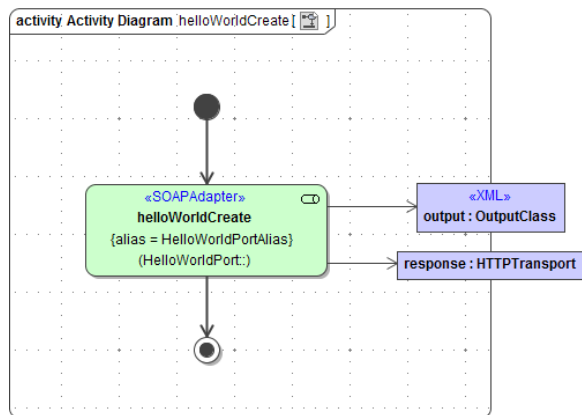 activity Activity Diagram helloWorldCreate[ ]
«SOAPAdapter»
helloWorldCreate
{alias = HelloWorldPortAlias}
(HelloWorldPort::)
«XML»
output : OutputClass
response : HTTPTransport